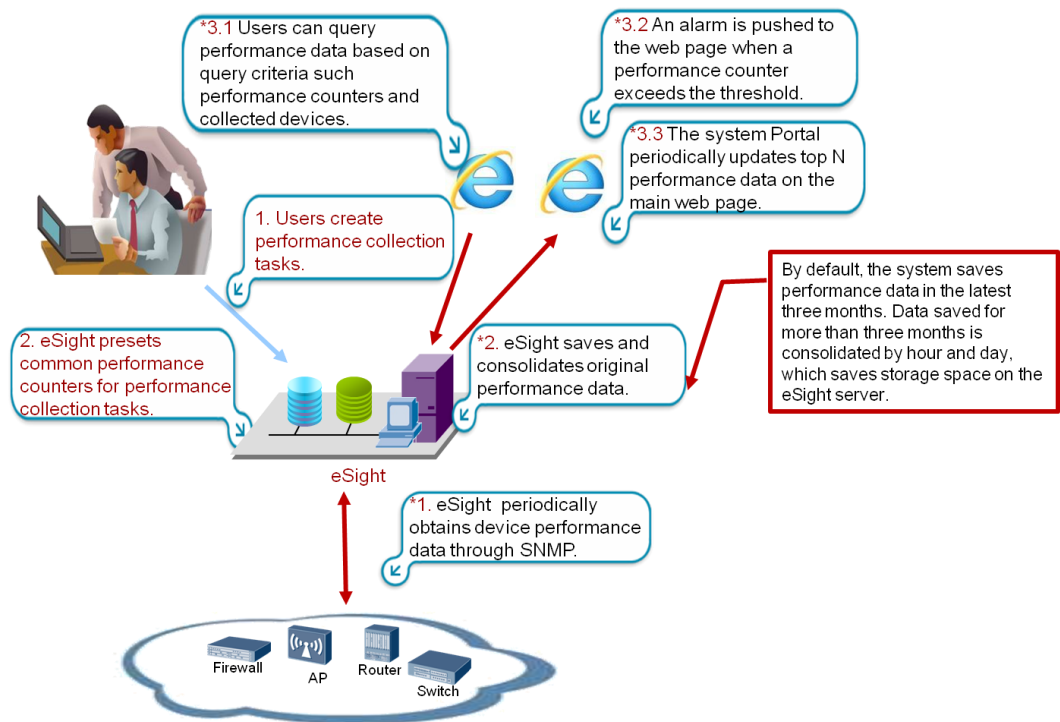 *3.1 Users can query
performance data based on
query criteria such
performance counters and
collected devices.
*3.2 An alarm is pushed to
the web page when a
performance counter
exceeds the threshold.
*3.3 The system Portal
periodically updates top N
performance data on the
main web page.
1. Users create
performance collection
tasks.
By default, the system saves
performance data in the latest
three months. Data saved for
more than three months is
consolidated by hour and day,
which saves storage space on the
eSight server.
2. eSight presets
common performance
counters for performance
collection tasks.
*2. eSight saves and
consolidates original
performance data.
eSight
*1. eSight periodically
obtains device performance
data through SNMP.
Firewall
AP
Router
Switch